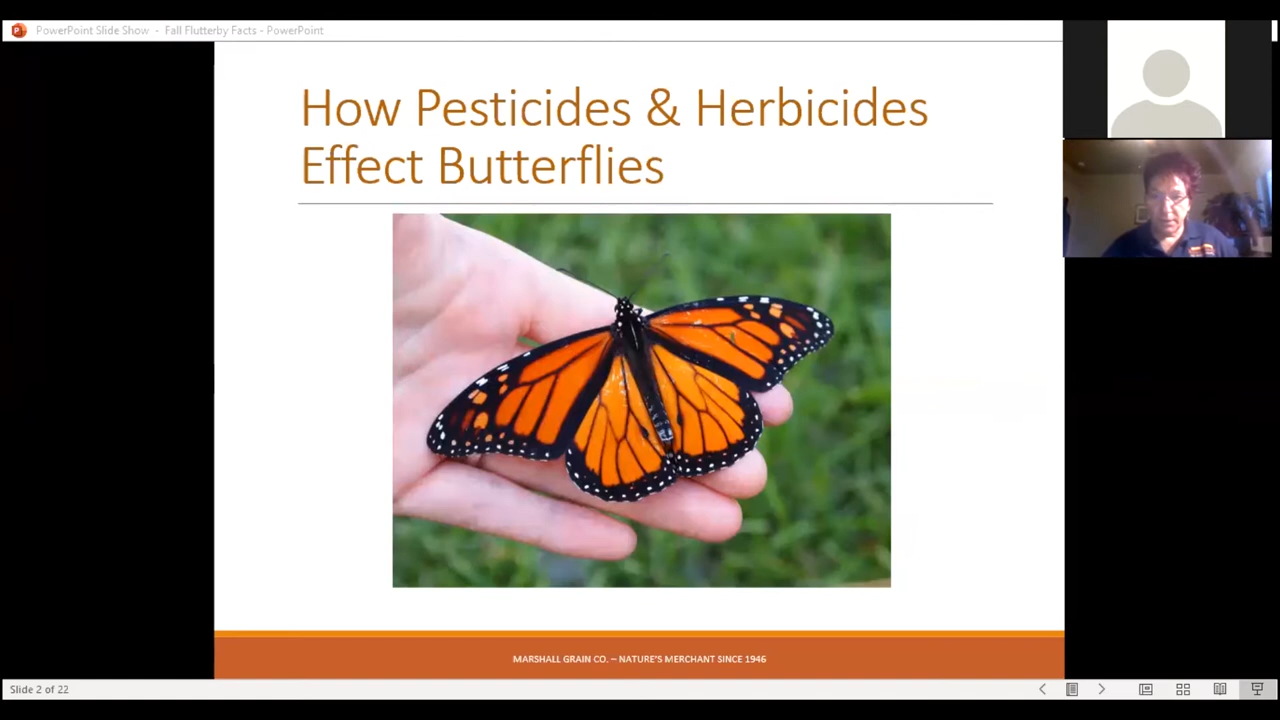 PowerPoint Slide Show - Fall Flutterby Facts - PowerPoint
How Pesticides & Herbicides
Effect Butterflies
MARSHALL GRAIN CO. – NATURE'S MERCHANT SINCE 1946
Slide 2 of 22